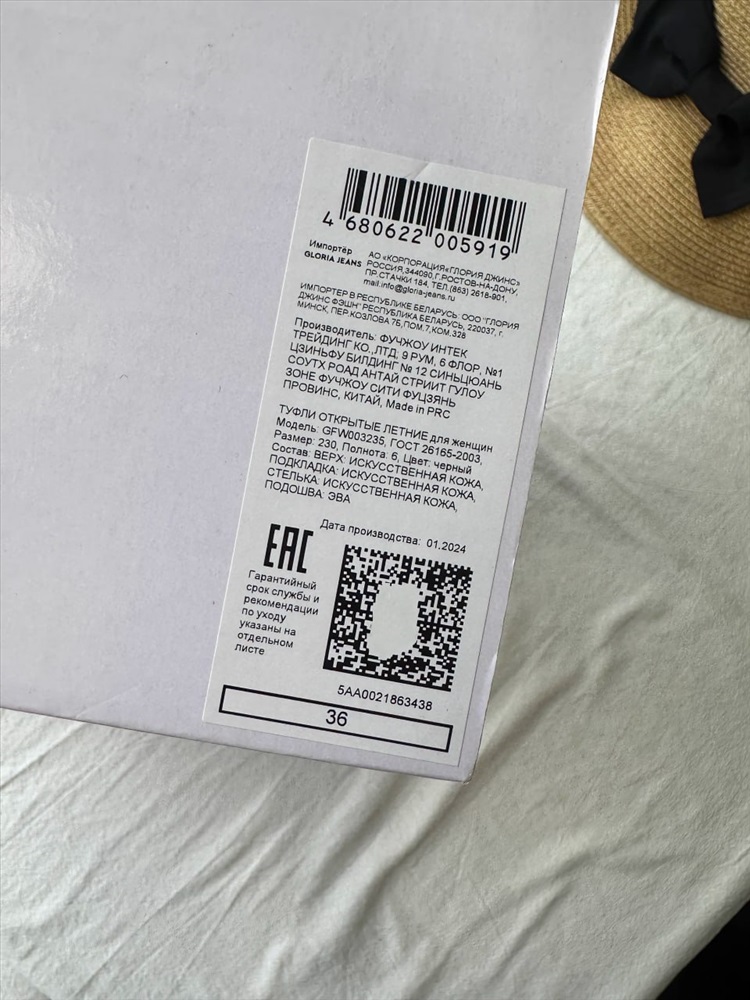 4 680622 005919
Импортёр
GLORIA JEANS
АО «КОРПОРАЦИЯ«ГЛОРИЯ ДЖИНС»
РОССИЯ,344090,Г.РОСТОВ-НА-ДОНУ,
ПР.СТАЧКИ 184, ТЕЛ.(863) 2618-901,
mail.info@gloria-jeans.ru
ИМПОРТЕР В РЕСПУБЛИКЕ БЕЛАРУСЬ: ООО "ГЛОРИЯ
ДЖИНС ФЭШН" РЕСПУБЛИКА БЕЛАРУСЬ, 220037, г.
МИНСК, ПЕР.КОЗЛОВА 7Б,ПОМ.7,КОМ.32В
Производитель: ФУЧЖОУ ИНТЕК
ТРЕЙДИНГ КО.,ЛТД, 9 РУМ, 6 ФЛОР, №1
ЦЗИНЬФУ БИЛДИНГ № 12 СИНЬЦЮАНЬ
СОУТХ РОАД АНТАЙ СТРИИТ ГУЛОУ
ЗОНЕ ФУЧЖОУ СИТИ ФУЦЗЯНЬ
ПРОВИНС, КИТАЙ, Made in PRC
ТУФЛИ ОТКРЫТЫЕ ЛЕТНИЕ для женщин
Модель: GFW003235, ГОСТ 26165-2003,
Размер: 230, Полнота: 6, Цвет: черный
Состав: ВЕРХ: ИСКУССТВЕННАЯ КОЖА,
ПОДКЛАДКА: ИСКУССТВЕННАЯ КОЖА,
СТЕЛЬКА: ИСКУССТВЕННАЯ КОЖА,
ПОДОШВА: ЭВА
Дата производства: 01.2024
EAC
Гарантийный
срок службы и
рекомендации
по уходу
указаны на
отдельном
листе
5AA0021863438
36